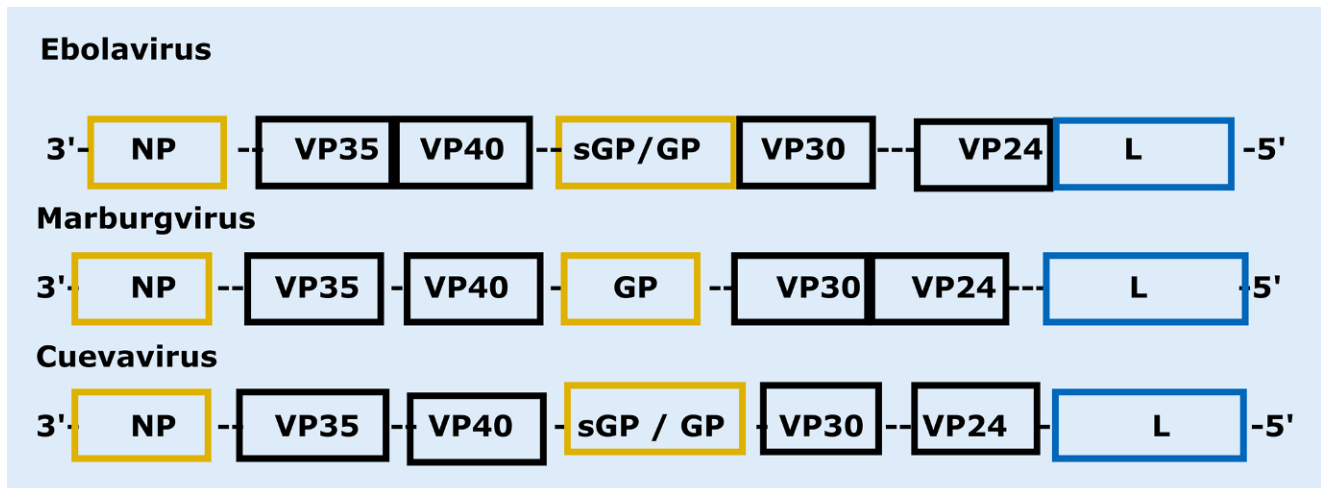 Ebolavirus
3'- NP -- VP35 VP40 -- sGP/GP VP30 --- VP24 L -5'
Marburgvirus
3'- NP -- VP35 - VP40 - GP -- VP30 VP24 --- L -5'
Cuevavirus
3'- NP -- VP35 -- VP40 - sGP / GP - VP30 -- VP24 - L -5'